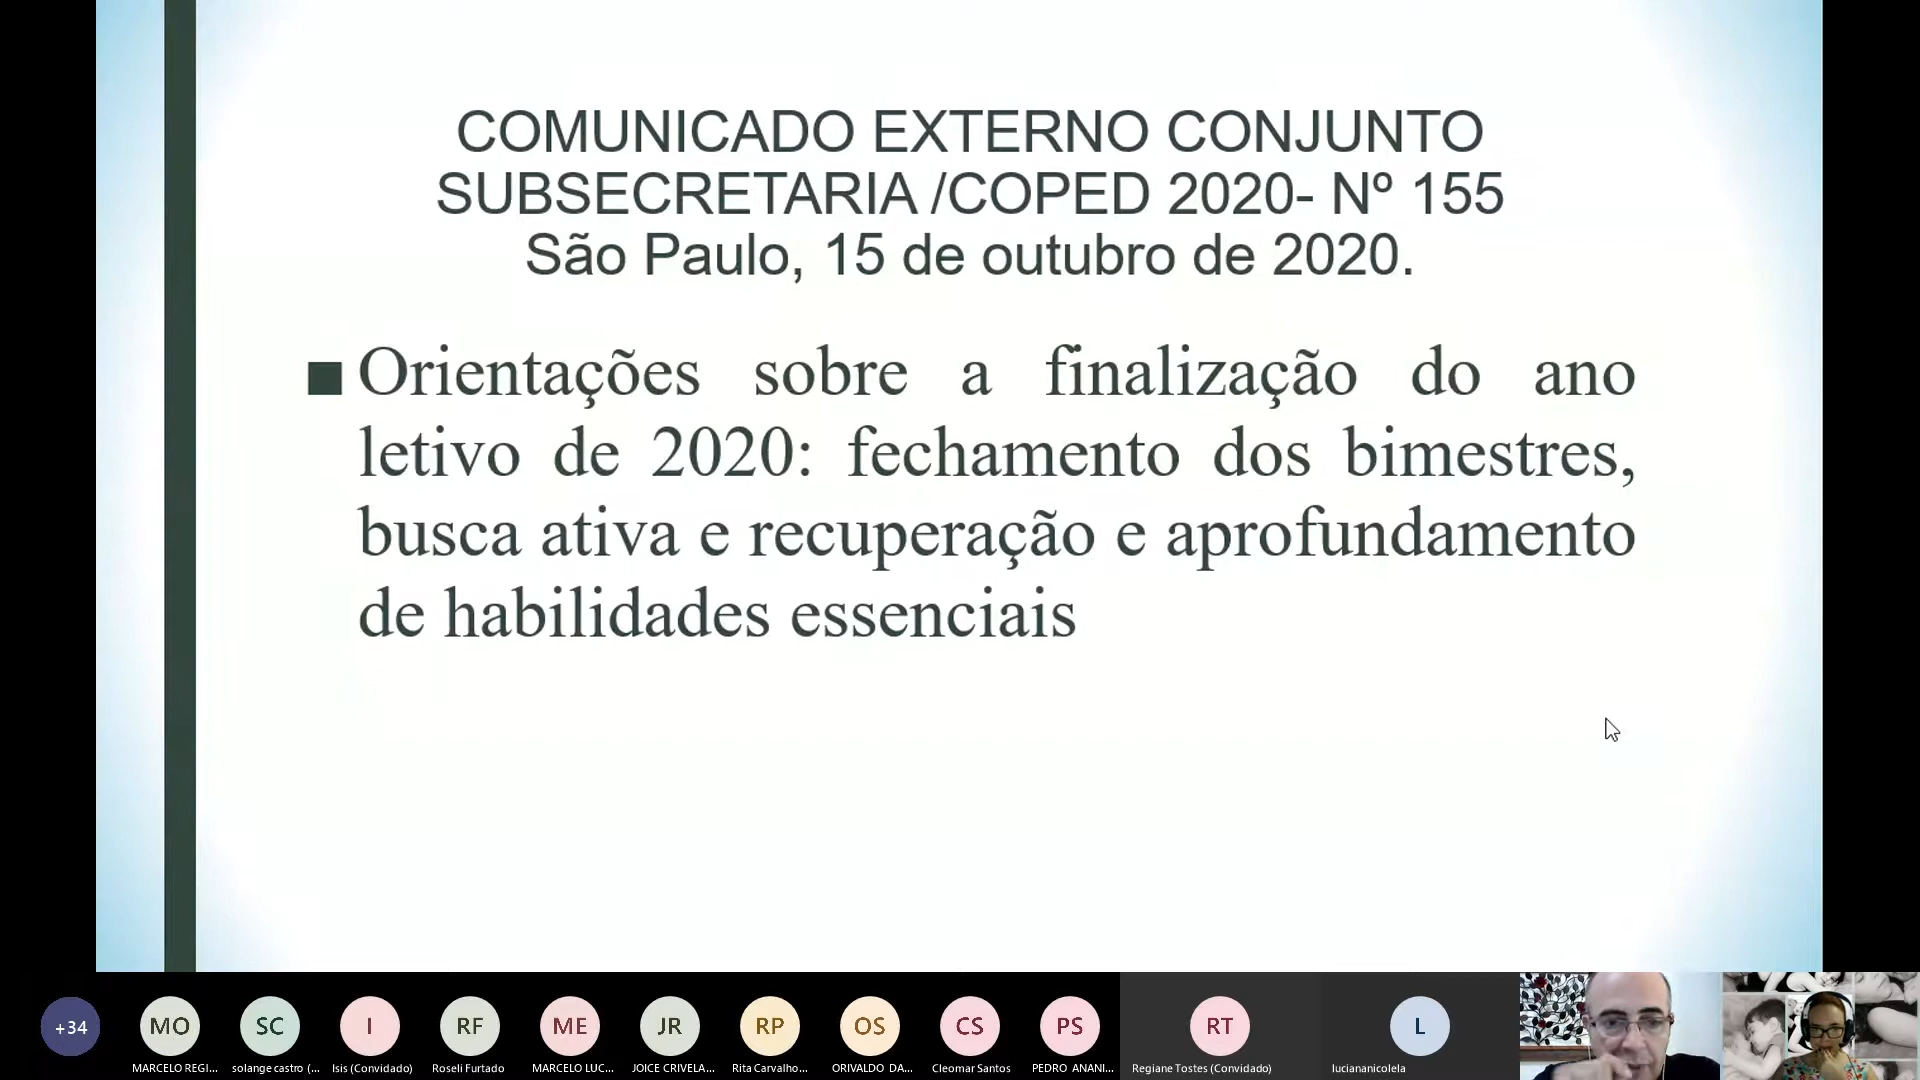 COMUNICADO EXTERNO CONJUNTO
SUBSECRETARIA /COPED 2020- Nº 155
São Paulo, 15 de outubro de 2020.
■ Orientações sobre a finalização do ano
letivo de 2020: fechamento dos bimestres,
busca ativa e recuperação e aprofundamento
de habilidades essenciais
+34
MO
SC
I
RF
ME
JR
RP
OS
CS
PS
RT
L
MARCELO REGI...
solange castro (...
Isis (Convidado)
Roseli Furtado
MARCELO LUC...
JOICE CRIVELA...
Rita Carvalho...
ORIVALDO DA...
Cleomar Santos
PEDRO ANANI...
Regiane Tostes (Convidado)
luciananicolela